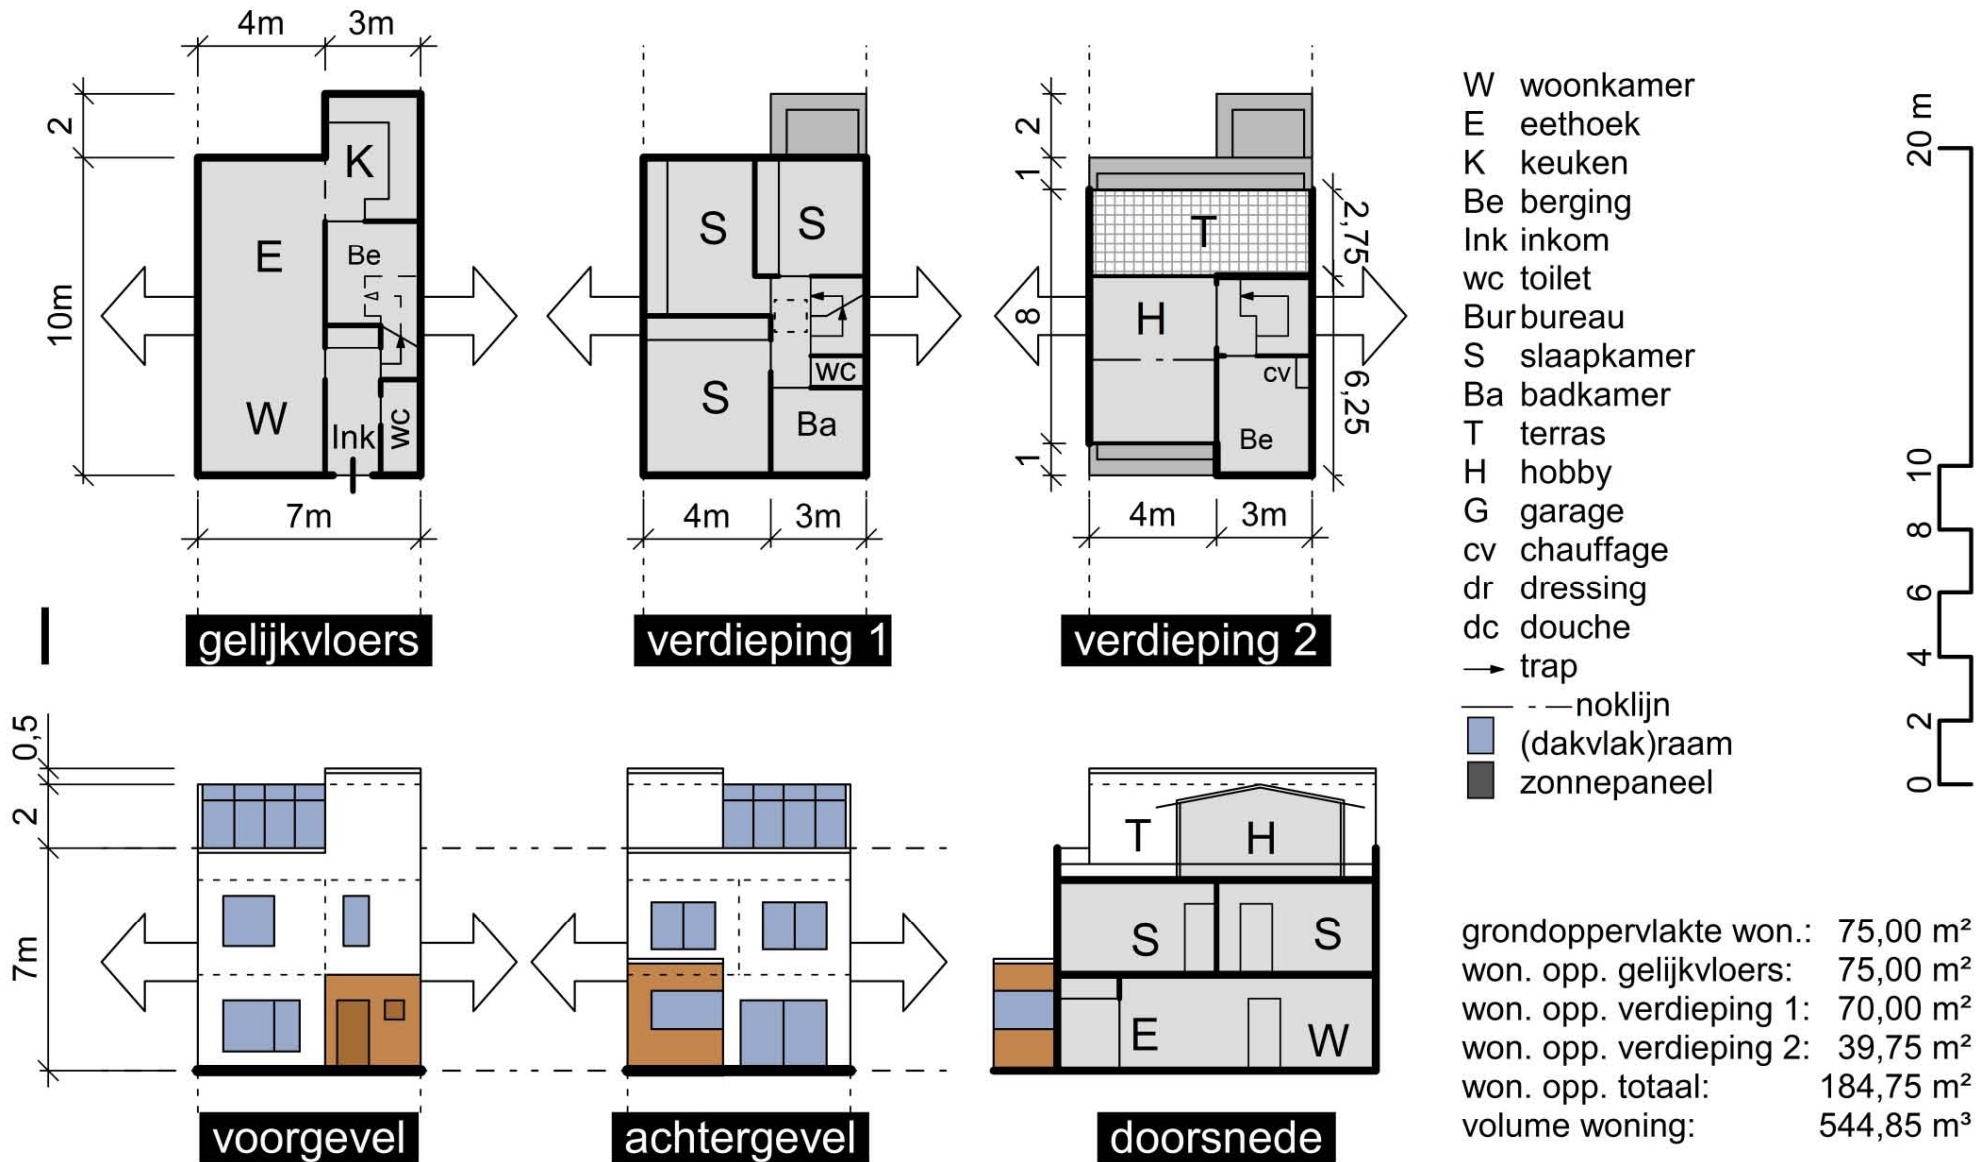 4m 3m
2
10m
K
E
Be
W
Ink
wc
7m
gelijkvloers
S S
S
wc
Ba
4m 3m
verdieping 1
2
1
8
1
T
2,75
H
cv
6,25
Be
4m 3m
verdieping 2
W woonkamer
E eethoek
K keuken
Be berging
Ink inkom
wc toilet
Bur bureau
S slaapkamer
Ba badkamer
T terras
H hobby
G garage
cv chauffage
dr dressing
dc douche
trap
noklijn
(dakvlak)raam
zonnepaneel
20 m
10
8
6
4
2
0
0,5
2
7m
voorgevel
achtergevel
T H
S S
E W
doorsnede
grondoppervlakte won.: 75,00 m²
won. opp. gelijkvloers: 75,00 m²
won. opp. verdieping 1: 70,00 m²
won. opp. verdieping 2: 39,75 m²
won. opp. totaal: 184,75 m²
volume woning: 544,85 m³